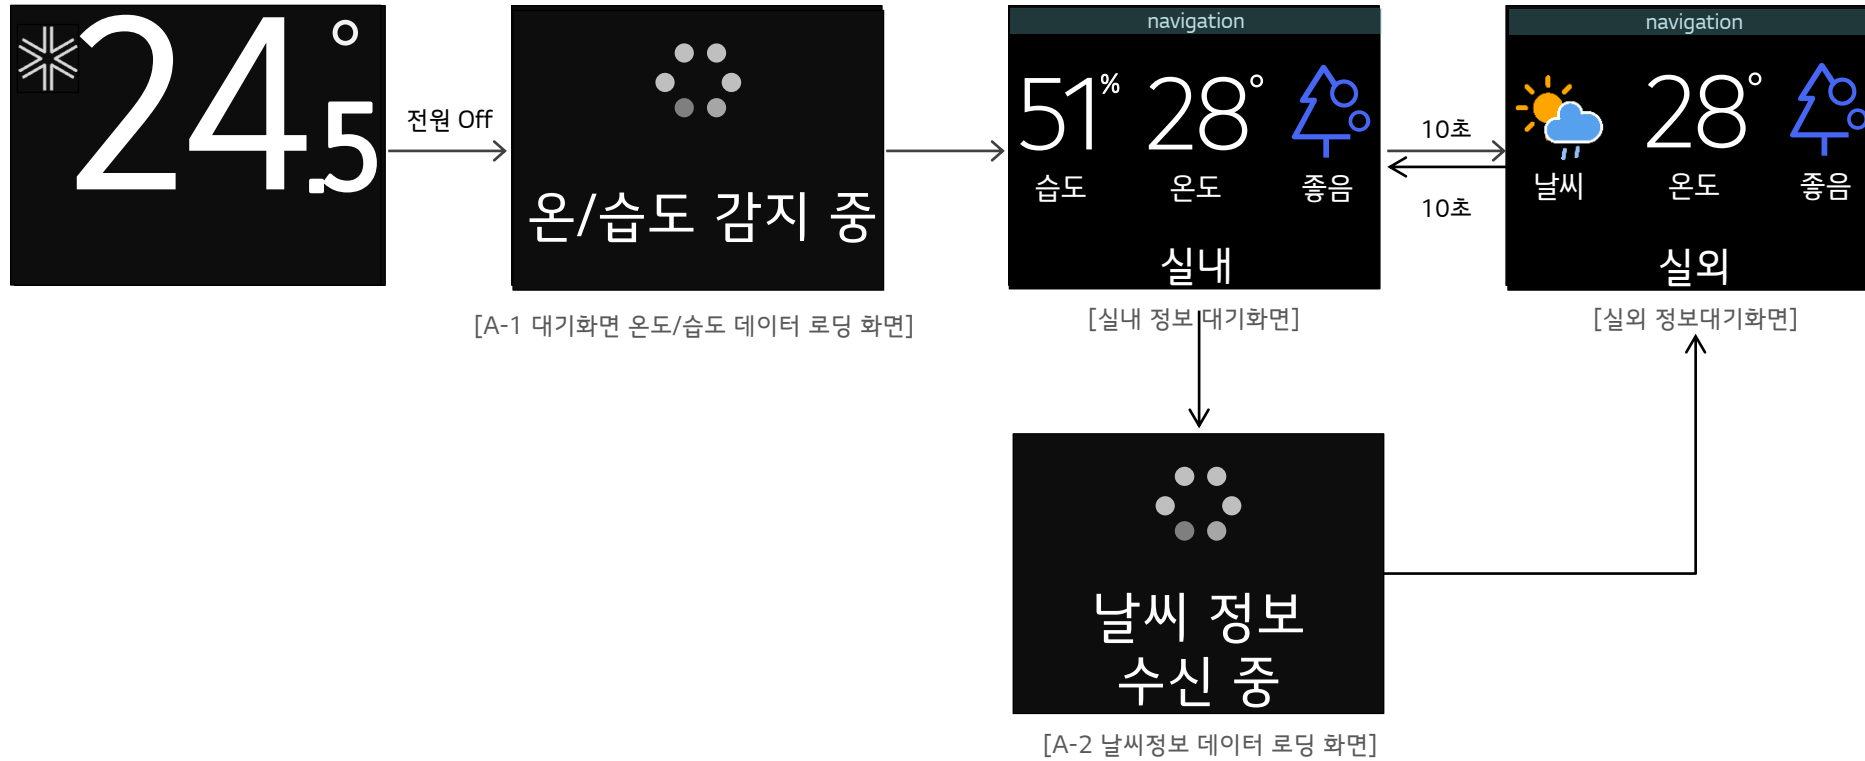 24.5°
전원 Off
온/습도 감지 중
[A-1 대기화면 온도/습도 데이터 로딩 화면]
navigation
51% 28°
습도 온도 좋음
실내
[실내 정보 대기화면]
10초
10초
navigation
28°
날씨 온도 좋음
실외
[실외 정보대기화면]
날씨 정보
수신 중
[A-2 날씨정보 데이터 로딩 화면]